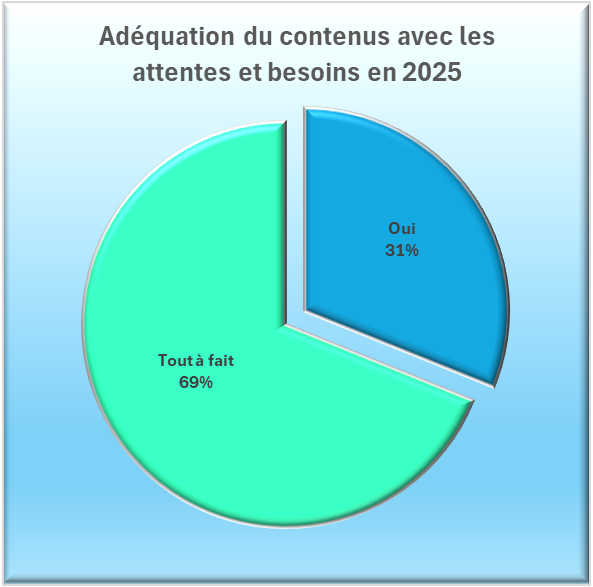 Adéquation du contenus avec les
attentes et besoins en 2025
Oui
31%
Tout à fait
69%